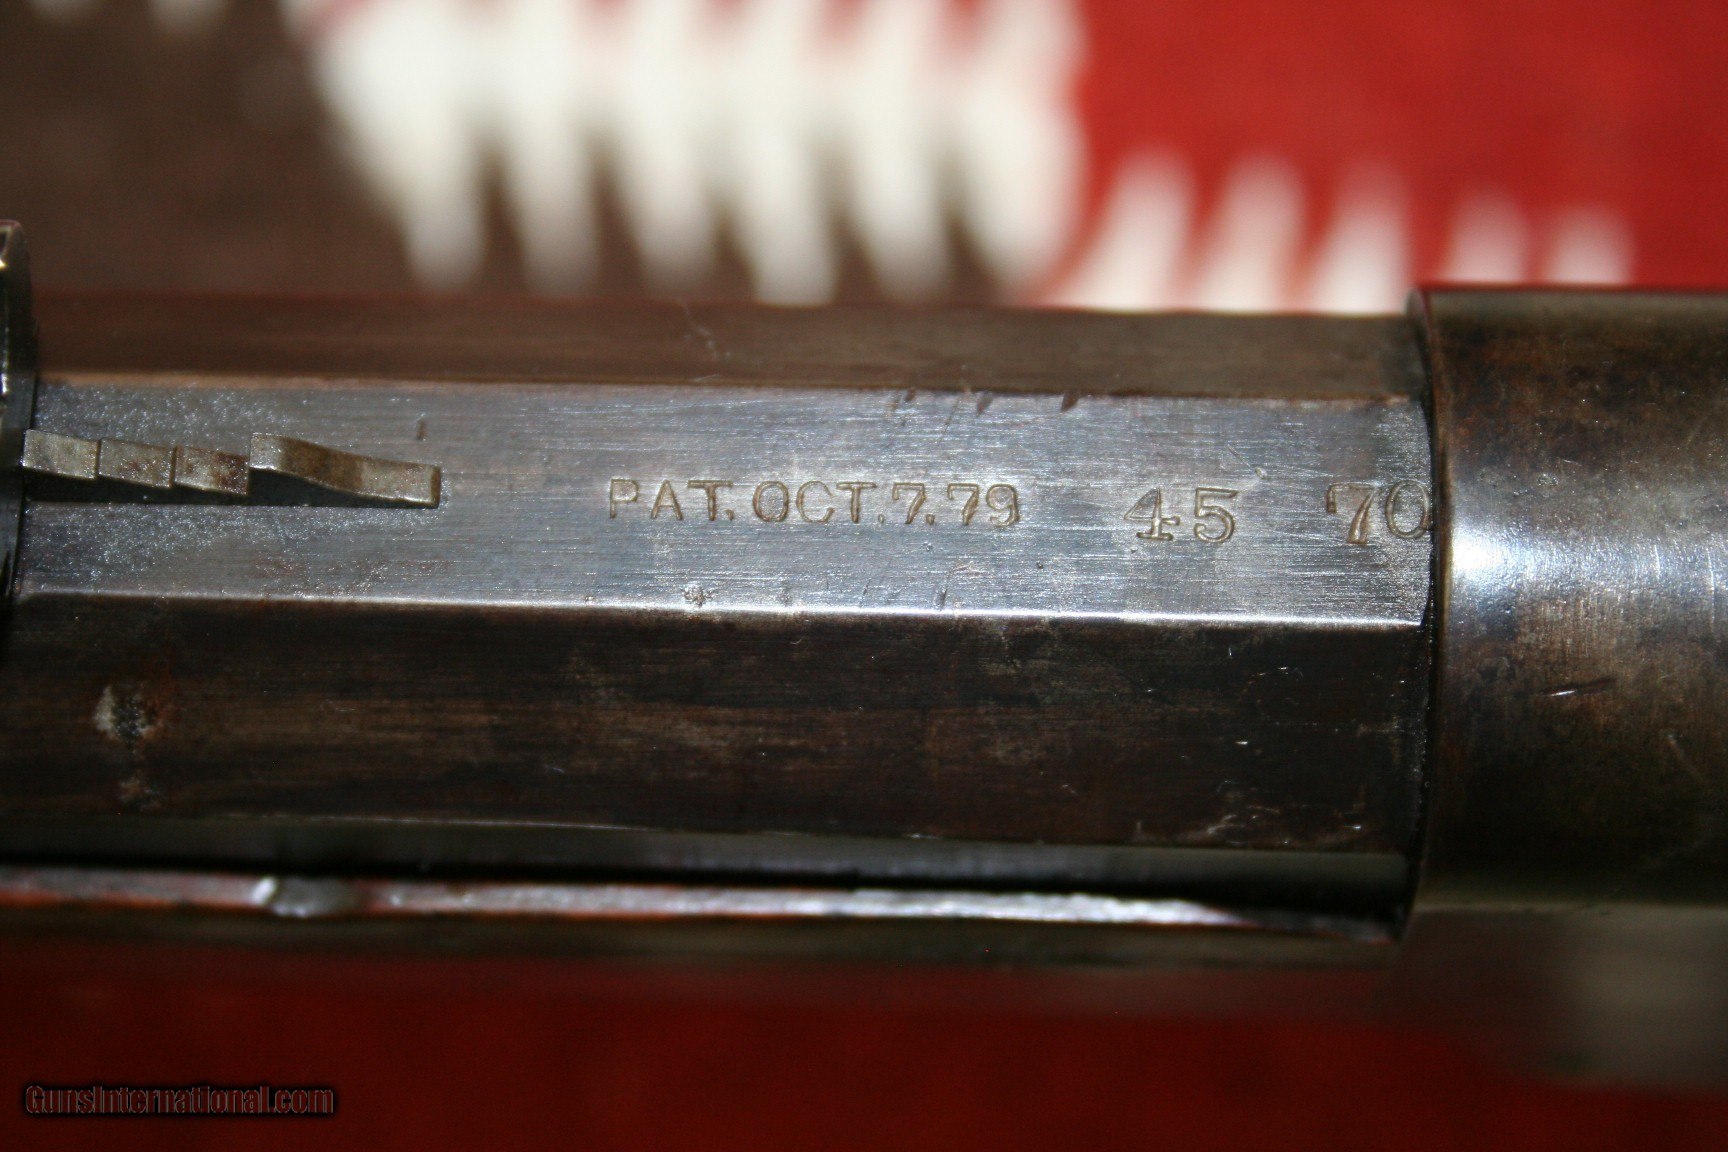 PAT. OCT. 7. 79 45 70
GunsInternational.com